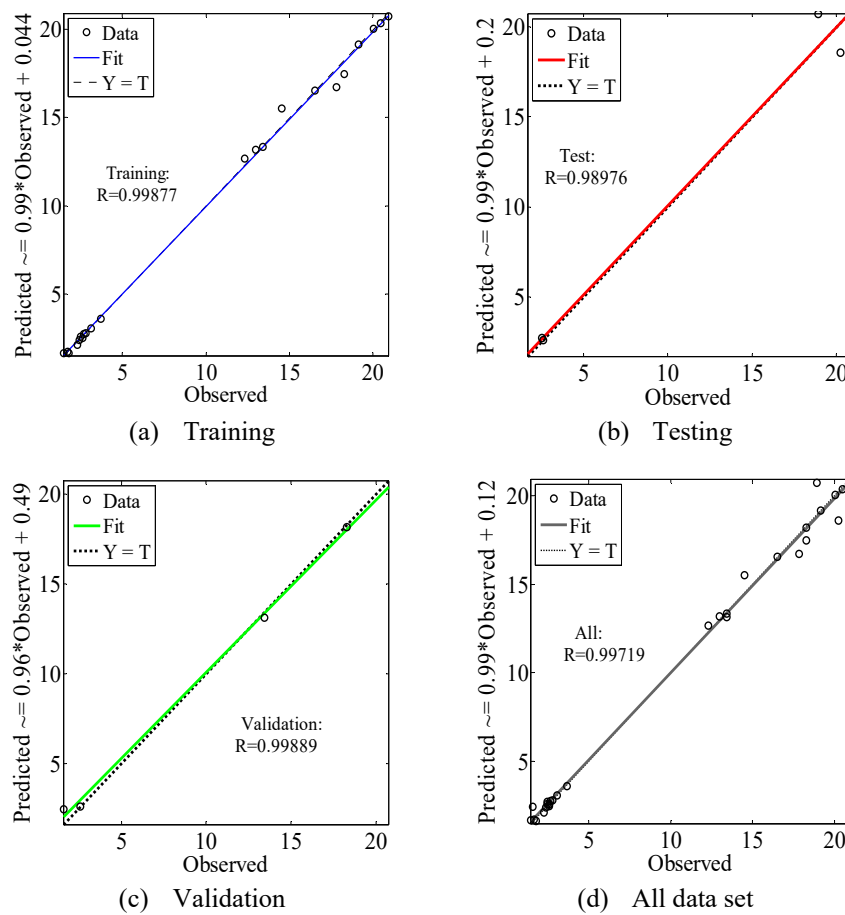 Predicted ~= 0.99*Observed + 0.044
20
15
10
5
Data
Fit
Y = T
Training:
R=0.99877
5 10 15 20
Observed
(a) Training
Predicted ~= 0.99*Observed + 0.2
20
15
10
5
Data
Fit
Y = T
Test:
R=0.98976
5 10 15 20
Observed
(b) Testing
Predicted ~= 0.96*Observed + 0.49
20
15
10
5
Data
Fit
Y = T
Validation:
R=0.99889
5 10 15 20
Observed
(c) Validation
Predicted ~= 0.99*Observed + 0.12
20
15
10
5
Data
Fit
Y = T
All:
R=0.99719
5 10 15 20
Observed
(d) All data set